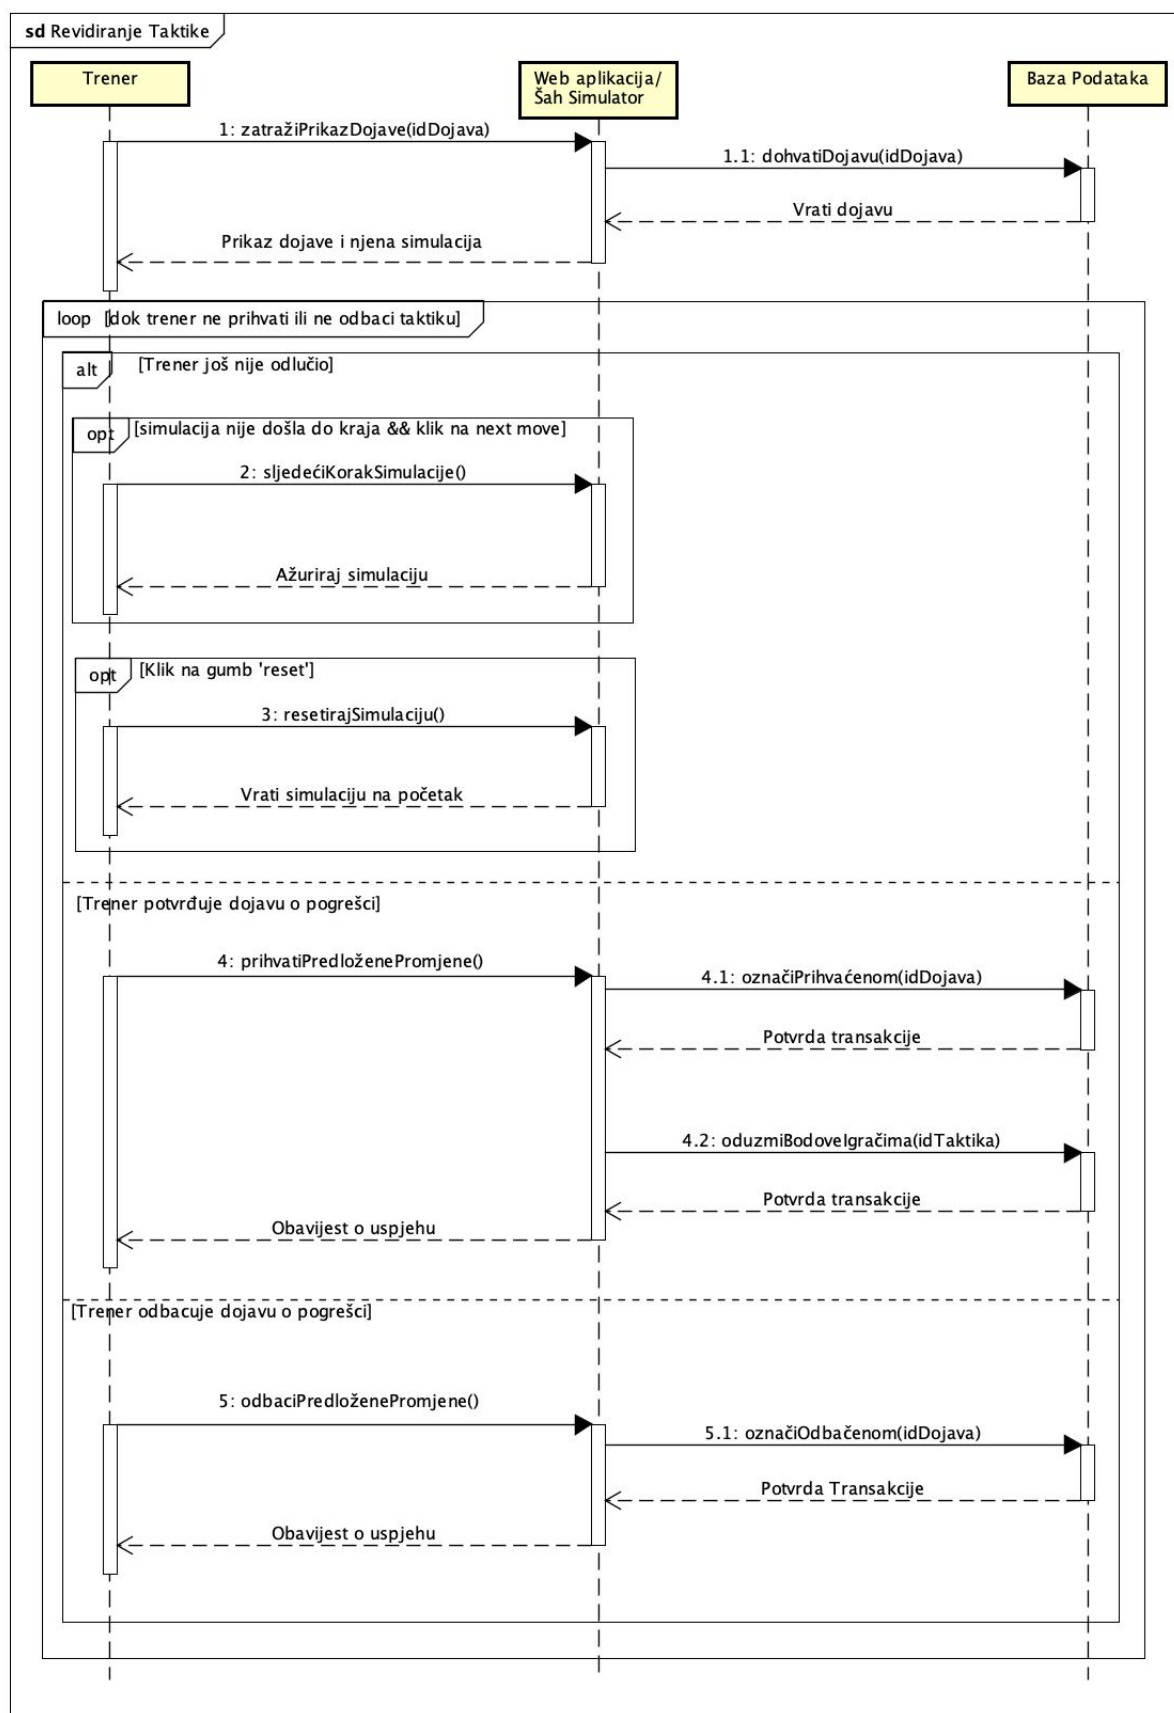 sd Revidiranje Taktike
Trener
Web aplikacija/
Šah Simulator
Baza Podataka
1: zatražiPrikazDojave(idDojava)
1.1: dohvatiDojavu(idDojava)
Vrati dojavu
Prikaz dojave i njena simulacija
loop [dok trener ne prihvati ili ne odbaci taktiku]
alt [Trener još nije odlučio]
opt [simulacija nije došla do kraja && klik na next move]
2: sljedećiKorakSimulacije()
Ažuriraj simulaciju
opt [Klik na gumb 'reset']
3: resetirajSimulaciju()
Vrati simulaciju na početak
[Trener potvrđuje dojavu o pogrešci]
4: prihvatiPredloženePromjene()
4.1: označiPrihvaćenom(idDojava)
Potvrda transakcije
4.2: oduzmiBodoveIgračima(idTaktika)
Potvrda transakcije
Obavijest o uspjehu
[Trener odbacuje dojavu o pogrešci]
5: odbaciPredloženePromjene()
5.1: označiOdbačenom(idDojava)
Potvrda Transakcije
Obavijest o uspjehu